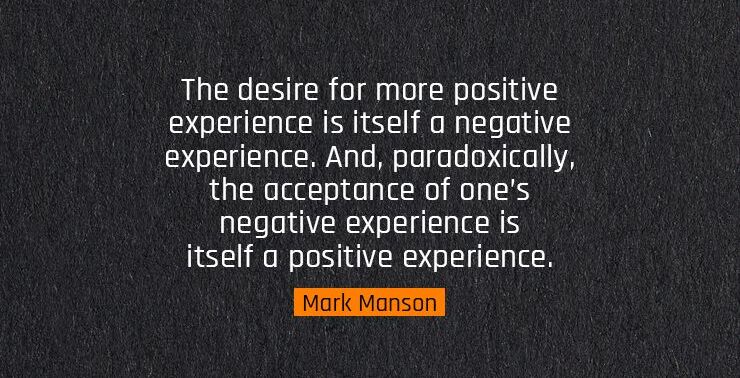 The desire for more positive
experience is itself a negative
experience. And, paradoxically,
the acceptance of one's
negative experience is
itself a positive experience.
Mark Manson